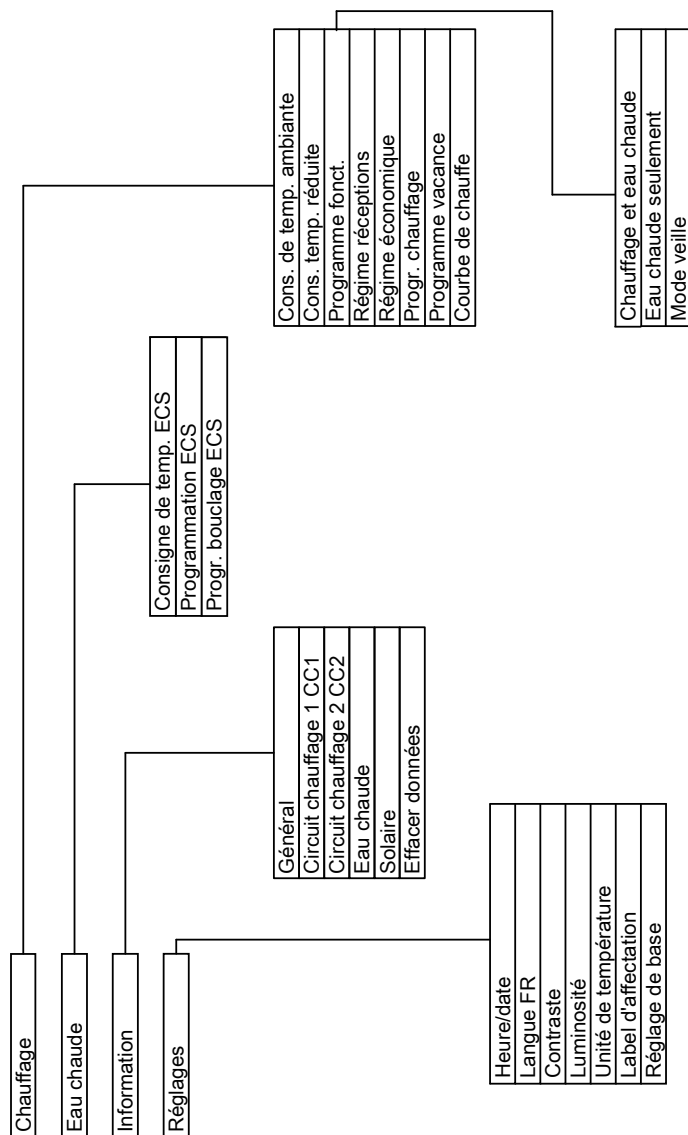 Chauffage
Eau chaude
Information
Réglages
Cons. de temp. ambiante
Cons. temp. réduite
Programme fonct.
Régime réceptions
Régime économique
Progr. chauffage
Programme vacance
Courbe de chauffe
Chauffage et eau chaude
Eau chaude seulement
Mode veille
Consigne de temp. ECS
Programmation ECS
Progr. bouclage ECS
Général
Circuit chauffage 1 CC1
Circuit chauffage 2 CC2
Eau chaude
Solaire
Effacer données
Heure/date
Langue FR
Contraste
Luminosité
Unité de température
Label d'affectation
Réglage de base